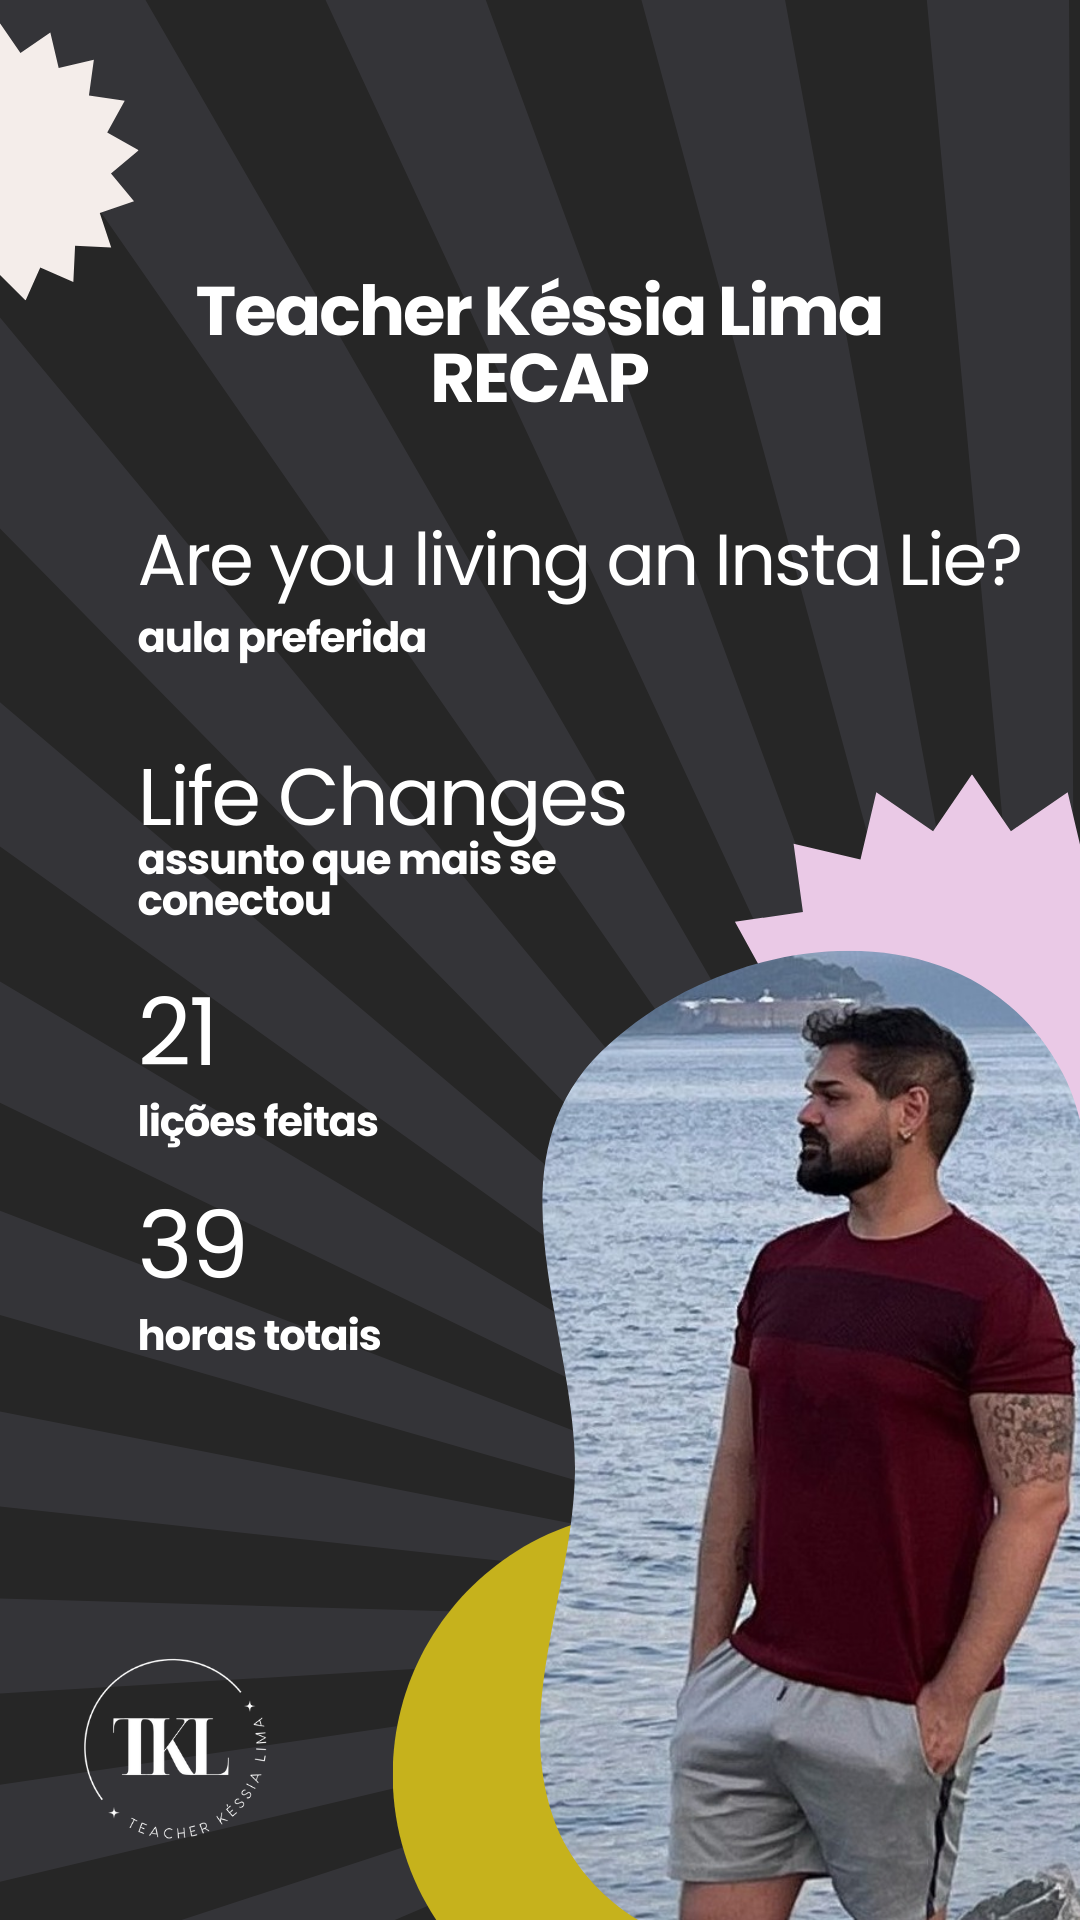 Teacher Késsia Lima
RECAP
Are you living an Insta Lie?
aula preferida
Life Changes
assunto que mais se
conectou
21
lições feitas
39
horas totais
TKL
TEACHER KÉSSIA LIMA